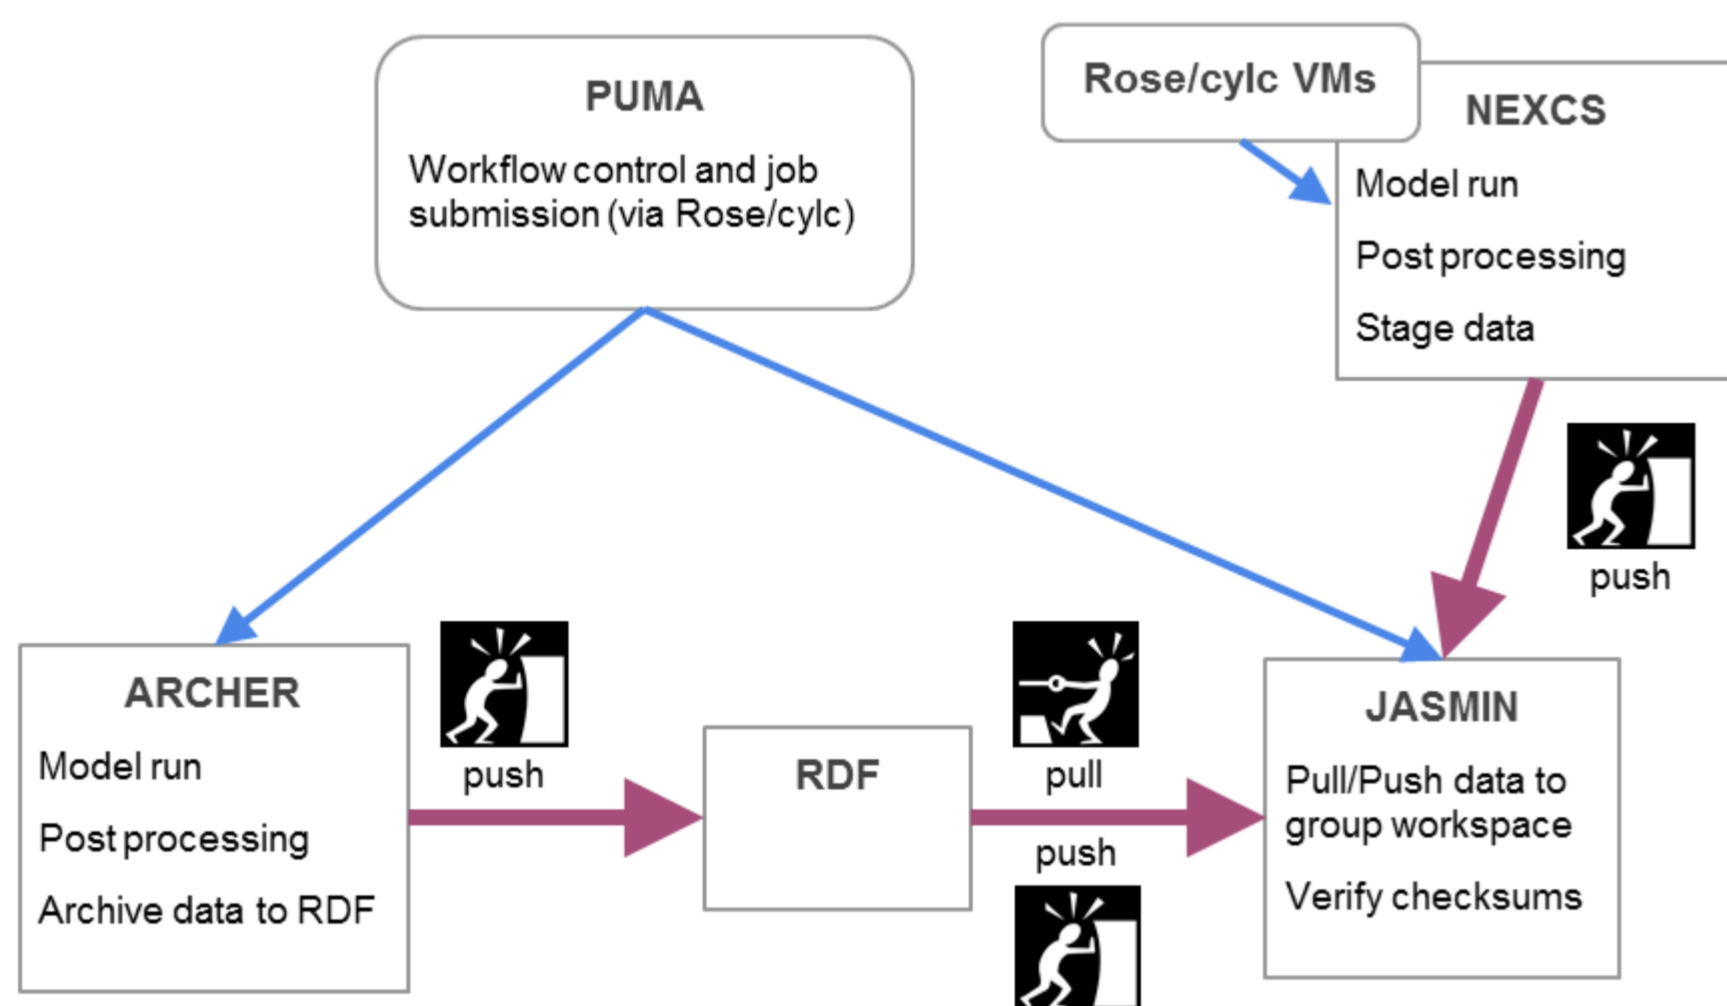 PUMA
Workflow control and job
submission (via Rose/cylc)
Rose/cylc VMs
NEXCS
Model run
Post processing
Stage data
push
ARCHER
Model run
Post processing
Archive data to RDF
push
RDF
pull
push
JASMIN
Pull/Push data to
group workspace
Verify checksums